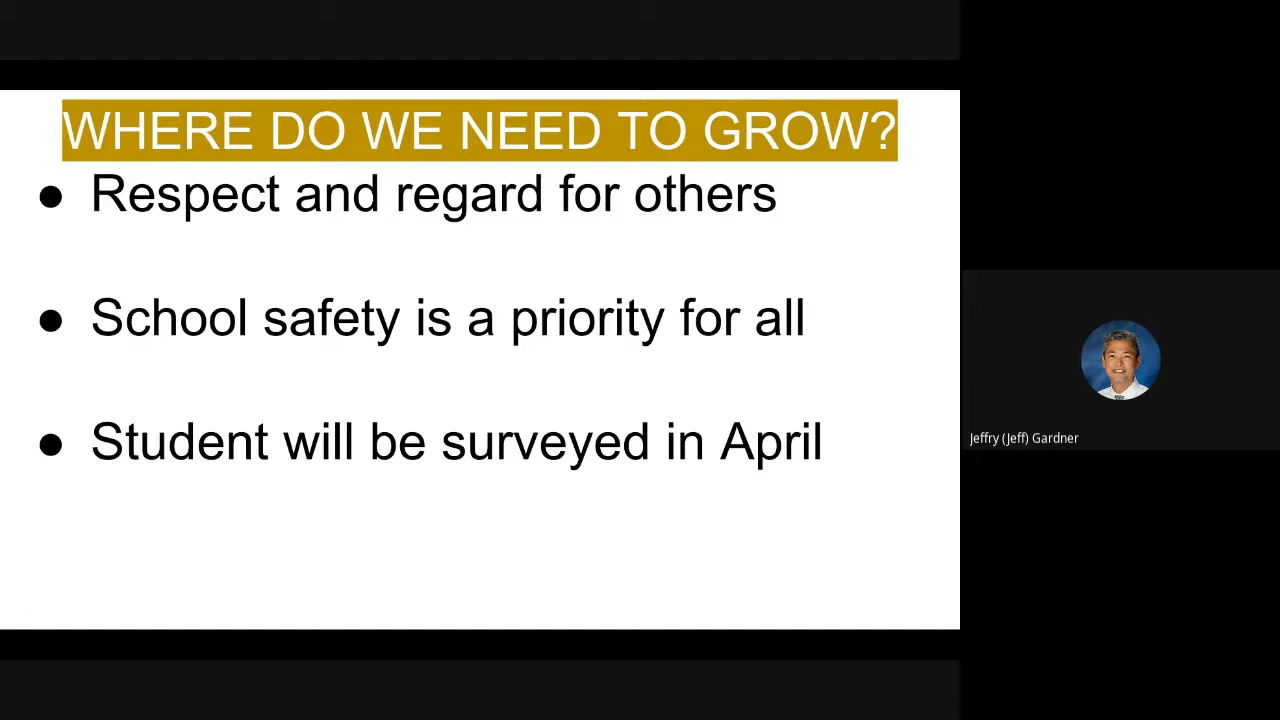 WHERE DO WE NEED TO GROW?
● Respect and regard for others
● School safety is a priority for all
● Student will be surveyed in April
Jeffry (Jeff) Gardner